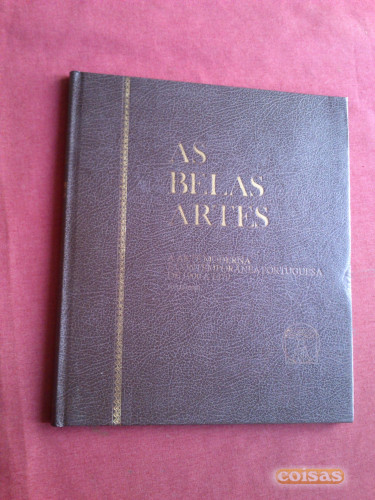 AS
BELAS
ARTES
A ARTE MODERNA
E CONTEMPORÂNEA PORTUGUESA
coisas